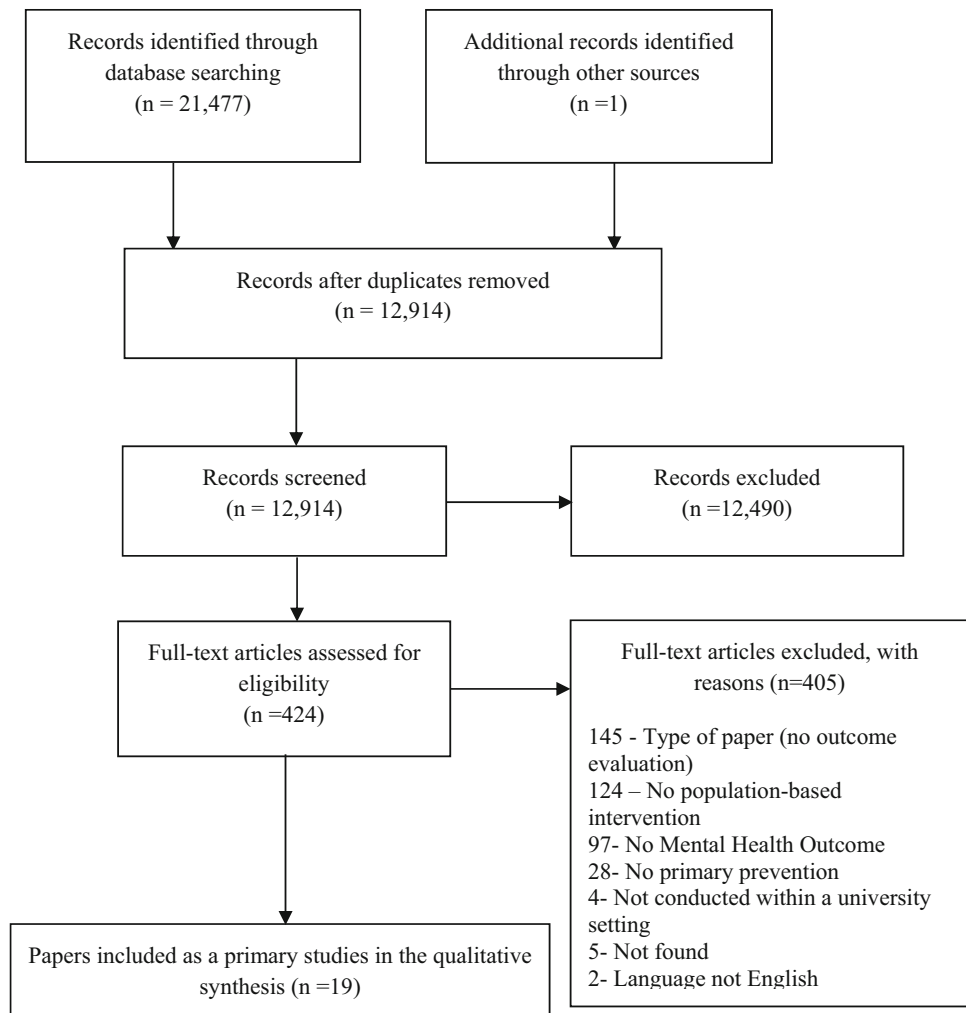 Records identified through
database searching
(n = 21,477)
Additional records identified
through other sources
(n =1)
Records after duplicates removed
(n = 12,914)
Records screened
(n = 12,914)
Records excluded
(n =12,490)
Full-text articles assessed for
eligibility
(n =424)
Full-text articles excluded, with
reasons (n=405)
145 - Type of paper (no outcome
evaluation)
124 – No population-based
intervention
97- No Mental Health Outcome
28- No primary prevention
4- Not conducted within a university
setting
5- Not found
2- Language not English
Papers included as a primary studies in the qualitative
synthesis (n =19)